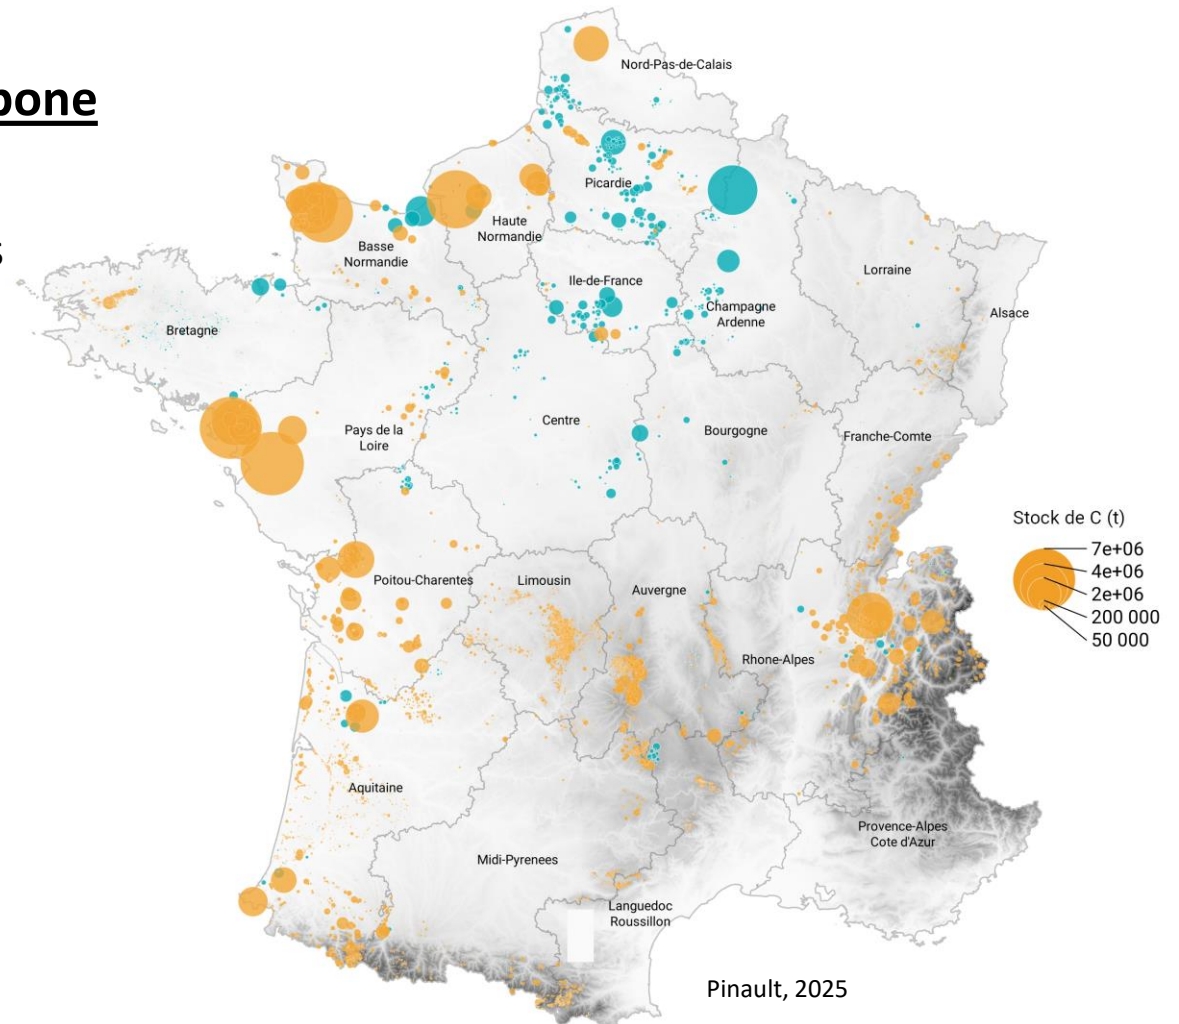 bone
s
Nord-Pas-de-Calais
Picardie
Haute
Normandie
Basse
Normandie
Ile-de-France
Champagne
Ardenne
Lorraine
Alsace
Bretagne
Pays de la
Loire
Centre
Bourgogne
Franche-Comte
Poitou-Charentes
Limousin
Auvergne
Rhone-Alpes
Aquitaine
Midi-Pyrenees
Languedoc
Roussillon
Provence-Alpes
Cote d'Azur
Stock de C (t)
7e+06
4e+06
2e+06
200 000
50 000
Pinault, 2025